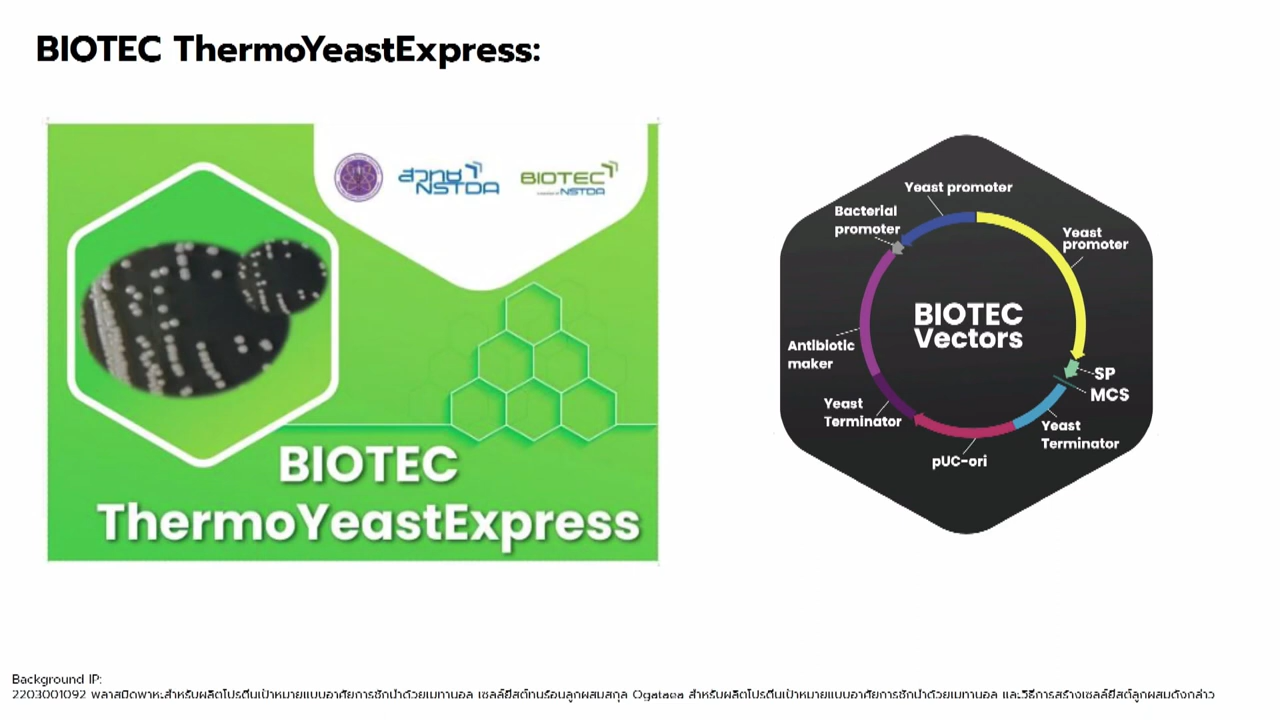 BIOTEC ThermoYeastExpress:
สวทช
NSTDA
BIOTEC
NSTDA
BIOTEC
ThermoYeastExpress
Yeast promoter
Bacterial
promoter
Yeast
promoter
BIOTEC
Vectors
Antibiotic
maker
SP
MCS
Yeast
Terminator
Yeast
Terminator
pUC-ori
Background IP:
2203001092 พลาสมิดพาหะสำหรับผลิตโปรตีนเป้าหมายแบบอาศัยการชักนำด้วยเมทานอล เซลล์ยีสต์ทนร้อนลูกผสมสกุล Ogataea สำหรับผลิตโปรตีนเป้าหมายแบบอาศัยการชักนำด้วยเมทานอล และวิธีการสร้างเซลล์ยีสต์ลูกผสมดังกล่าว